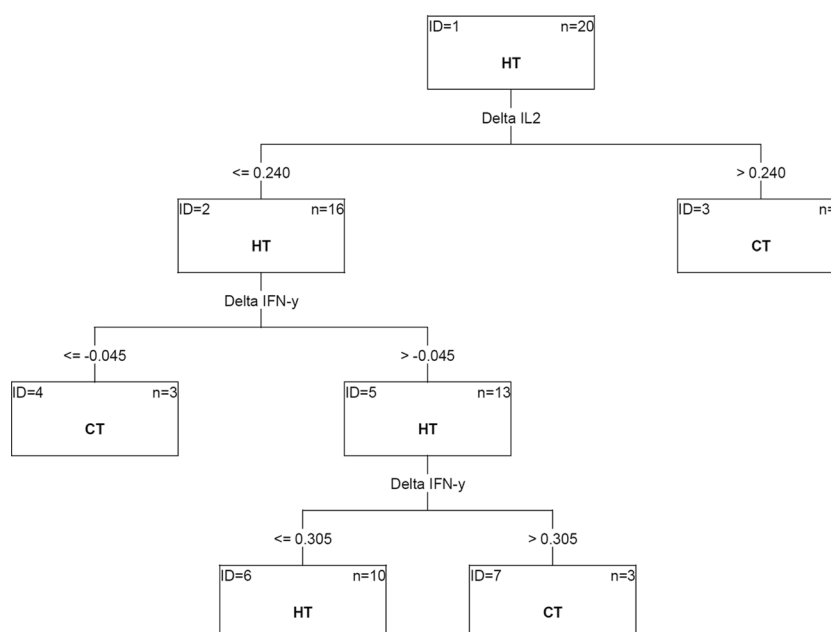 ID=1 n=20
HT
Delta IL2
<= 0.240 > 0.240
ID=2 n=16 ID=3 n=
HT CT
Delta IFN-y
<= -0.045 > -0.045
ID=4 n=3 ID=5 n=13
CT HT
Delta IFN-y
<= 0.305 > 0.305
ID=6 n=10 ID=7 n=3
HT CT